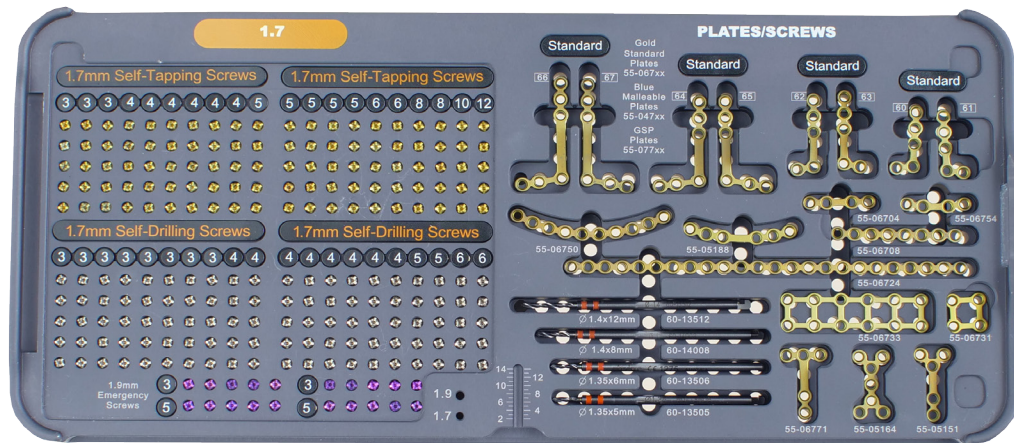 1.7
PLATES/SCREWS
Standard
Gold
Standard
Plates
55-067xx
Blue
Malleable
Plates
55-047xx
GSP
Plates
55-077xx
Standard
Standard
Standard
66 67
64 65
62 63
60 61
1.7mm Self-Tapping Screws
1.7mm Self-Tapping Screws
3 3 3 4 4 4 4 4 4 5
5 5 5 5 6 6 8 8 10 12
1.7mm Self-Drilling Screws
1.7mm Self-Drilling Screws
3 3 3 3 3 3 3 3 4 4
4 4 4 4 4 5 5 5 6 6
55-06704
55-06754
55-06750
55-05188
55-06708
55-06724
Ø 1.4x12mm 60-13512
55-06733
55-06731
Ø 1.4x8mm 60-14008
Ø 1.35x6mm 60-13506
Ø 1.35x5mm 60-13505
55-06771
55-05164
55-05151
1.9mm
Emergency
Screws
3
5
3
5
1.9
1.7
14
12
10
8
6
4
2